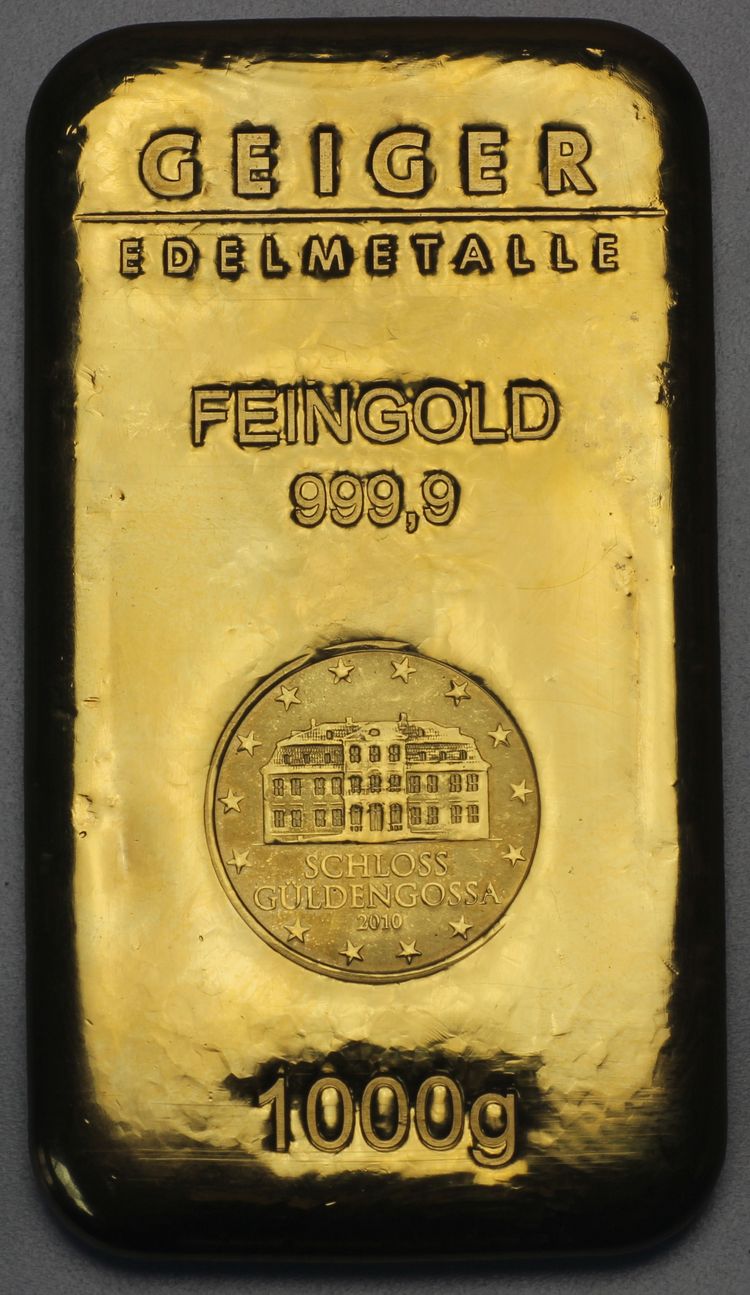 GEIGER
EDELMETALLE
FEINGOLD
999,9
SCHLOSS
GÜLDENGOSSA
2010
1000g